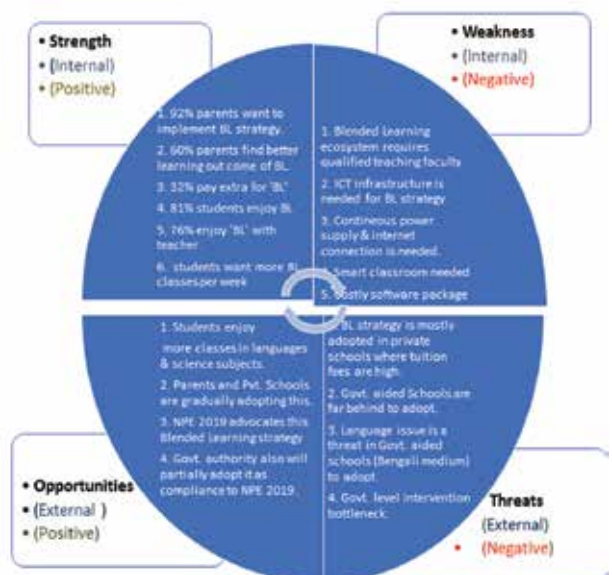 • Strength
• (Internal)
• (Positive)
• Weakness
• (Internal)
• (Negative)
1. 92% parents want to
implement BL strategy.
2. 60% parents find better
learning out come of BL.
3. 32% pay extra for 'BL'
4. 81% students enjoy BL
5. 76% enjoy 'BL' with
teacher
6. students want more BL
classes per week
1. Blended Learning
ecosystem requires
qualified teaching faculty
2. ICT infrastructure is
needed for BL strategy
3. Contineous power
supply & internet
connection is needed.
Smart classroom needed
5. Costly software package
1. Students enjoy
more classes in languages
& science subjects.
2. Parents and Pvt. Schools
are gradually adopting this.
3. NPE 2019 advocates this
Blended Learning strategy
4. Govt. authority also will
partially adopt it as
compliance to NPE 2019.
BL strategy is mostly
adopted in private
schools where tuition
fees are high.
2. Govt. aided Schools are
far behind to adopt.
3. Language issue is a
threat in Govt. aided
schools (Bengali medium)
to adopt.
4. Govt. level intervention
bottleneck.
• Opportunities
• (External )
• (Positive)
Threats
(External)
• (Negative)